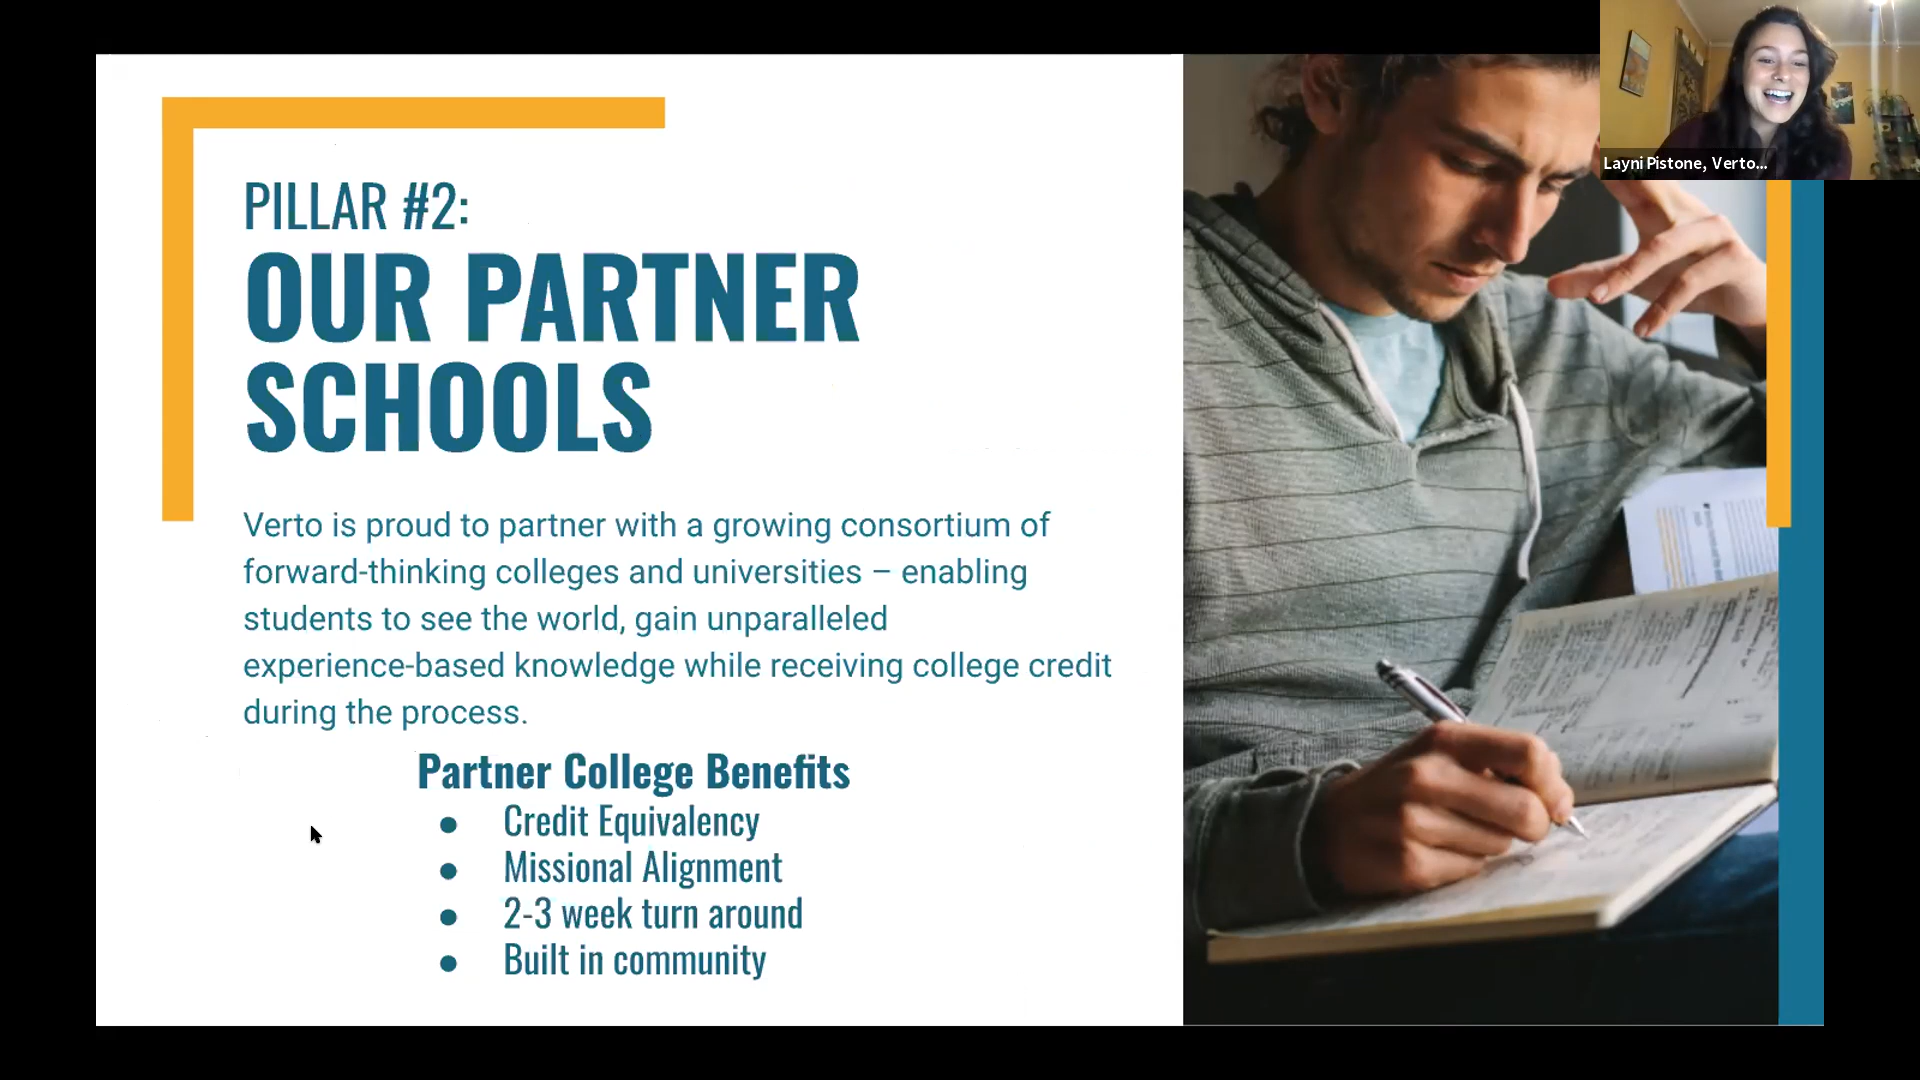 PILLAR #2:
OUR PARTNER
SCHOOLS
Verto is proud to partner with a growing consortium of
forward-thinking colleges and universities – enabling
students to see the world, gain unparalleled
experience-based knowledge while receiving college credit
during the process.
Partner College Benefits
● Credit Equivalency
● Missional Alignment
● 2-3 week turn around
● Built in community
Layni Pistone, Verto...